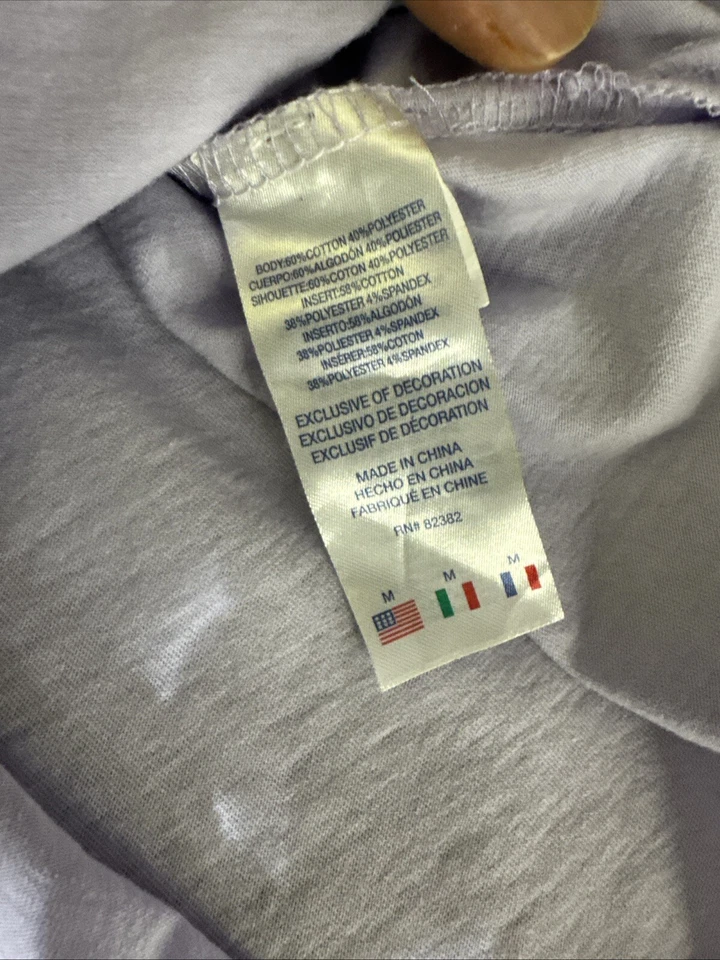 BODY:60%COTTON 40%POLYESTER
CUERPO:60%ALGODÓN 40%POLIESTER
SIHOUETTE:60%COTON 40%POLYESTER
INSERT:58%COTTON
38%POLYESTER 4%SPANDEX
INSERTO:58%ALGODÓN
38%POLIESTER 4%SPANDEX
INSÉRER:58%COTON
38%POLYESTER 4%SPANDEX
EXCLUSIVE OF DECORATION
EXCLUSIVO DE DECORACION
EXCLUSIF DE DÉCORATION
MADE IN CHINA
HECHO EN CHINA
FABRIQUÉ EN CHINE
RN# 82382
M M M